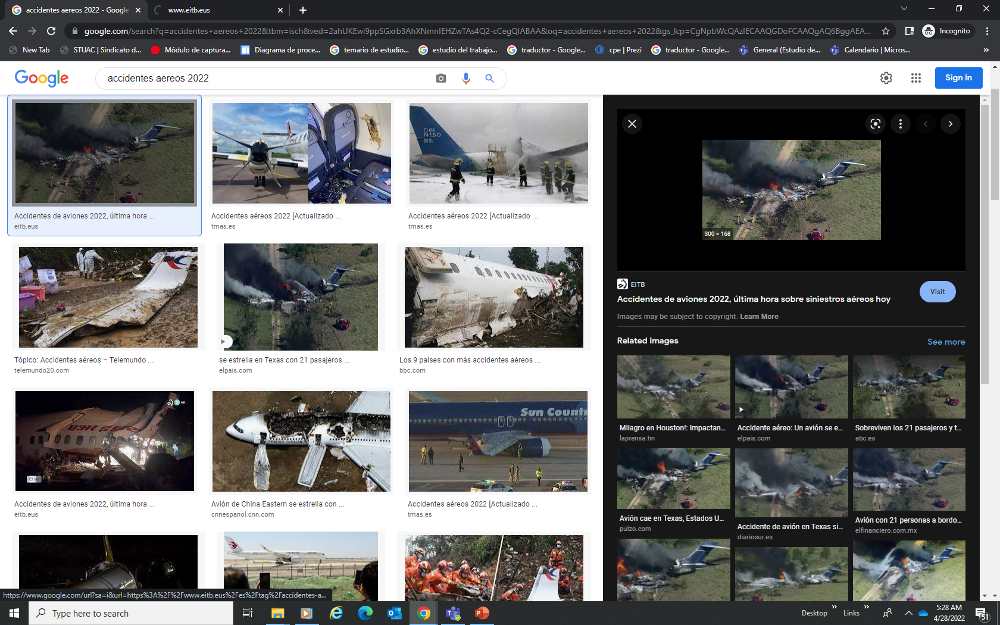 accidentes aereos 2022 - Google
www.eitb.eus
google.com/search?q=accidentes+aereos+2022&tbm=isch&ved=2ahUKEwi9ppSGxrb3AhXNmnIEHZwTAs4Q2-cCegQIABAA&oq=accidentes+aereos+2022&gs_lcp=CgNpbWcQAzIECAAQGDoFCAAQgAQ6BggAEA...
Incognito
New Tab
STUAC | Sindicato d...
Módulo de captura...
Diagrama de proce...
temario de estudio...
estudio del trabajo...
traductor - Google...
cpe | Prezi
traductor - Google...
General (Estudio de...
Calendario | Micros...
Google
accidentes aereos 2022
Sign in
Accidentes de aviones 2022, última hora ...
eitb.eus
CAI
NIAO
Accidentes aéreos 2022 [Actualizado ...
tmas.es
Accidentes aéreos 2022 [Actualizado ...
tmas.es
Tópico: Accidentes aéreos – Telemundo ...
telemundo20.com
se estrella en Texas con 21 pasajeros ...
elpais.com
Los 9 países con más accidentes aéreos ...
bbc.com
Accidentes de aviones 2022, última hora ...
eitb.eus
Avión de China Eastern se estrella con ...
cnnespanol.cnn.com
Sun Countr
Accidentes aéreos 2022 [Actualizado ...
tmas.es
300 × 168
EITB
Accidentes de aviones 2022, última hora sobre siniestros aéreos hoy
Visit
Images may be subject to copyright. Learn More
Related images
See more
Milagro en Houston!: Impactan...
laprensa.hn
Accidente aéreo: Un avión se e...
elpais.com
Sobreviven los 21 pasajeros y t...
abc.es
Avión cae en Texas, Estados U...
pulzo.com
Accidente de avión en Texas si...
diariosur.es
Avión con 21 personas a bordo...
elfinanciero.com.mx
https://www.google.com/url?sa=i&url=https%3A%2F%2Fwww.eitb.eus%2Fes%2Ftag%2Faccidentes-a...
Type here to search
Desktop
Links
5:28 AM
4/28/2022
51